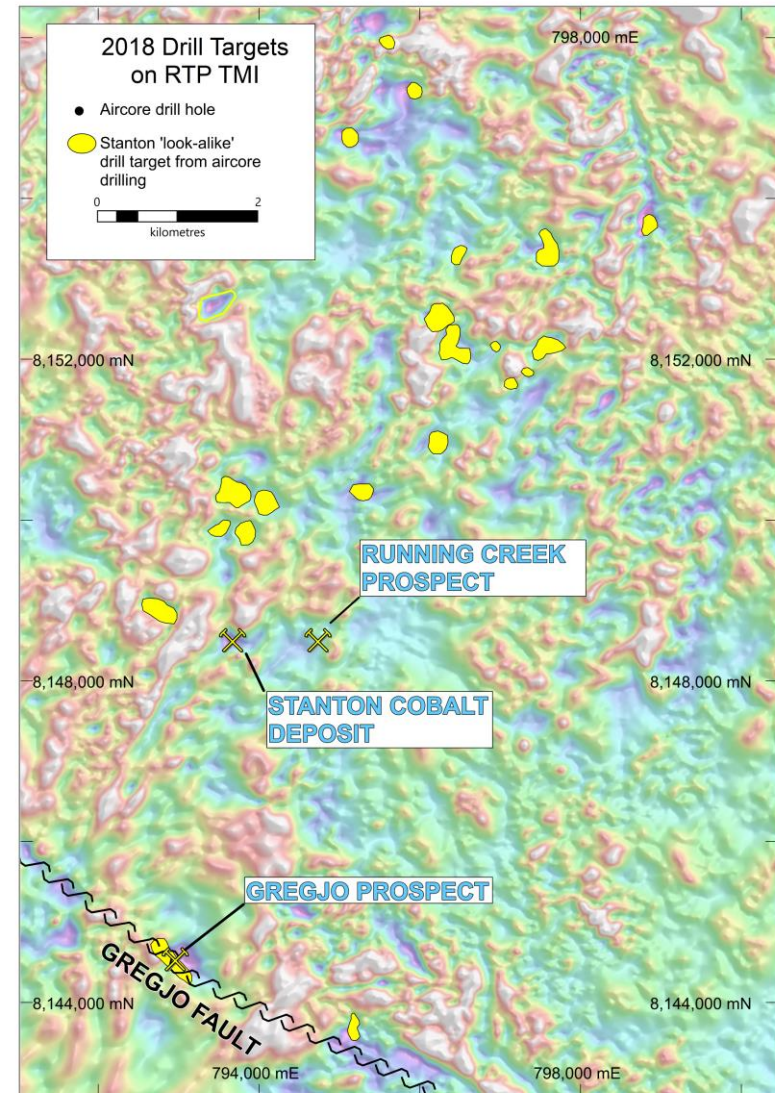 2018 Drill Targets
on RTP TMI
Aircore drill hole
Stanton 'look-alike'
drill target from aircore
drilling
0 2
kilometres
798,000 mE
8,152,000 mN 8,152,000 mN
RUNNING CREEK
PROSPECT
8,148,000 mN 8,148,000 mN
STANTON COBALT
DEPOSIT
GREGJO PROSPECT
GREGJO FAULT
8,144,000 mN 8,144,000 mN
794,000 mE 798,000 mE